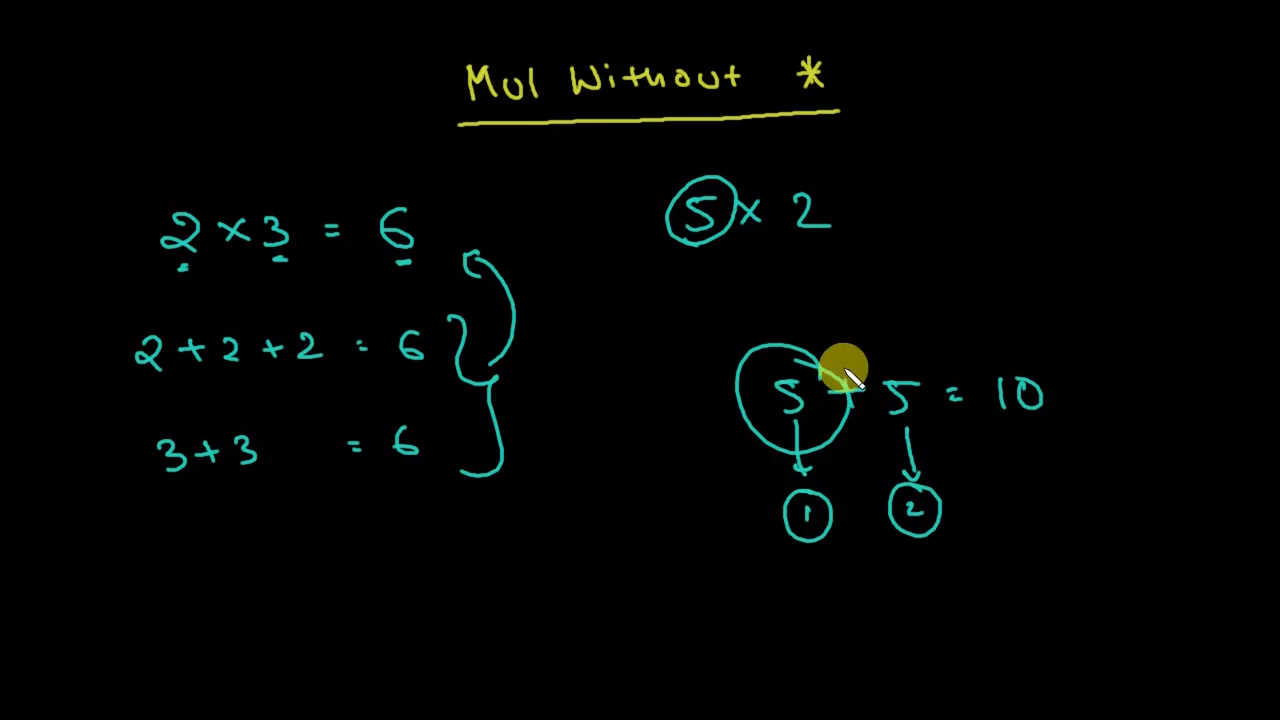 Mul Without *
2 × 3 = 6
2 + 2 + 2 = 6
3 + 3 = 6
5 × 2
5 + 5 = 10
1 2